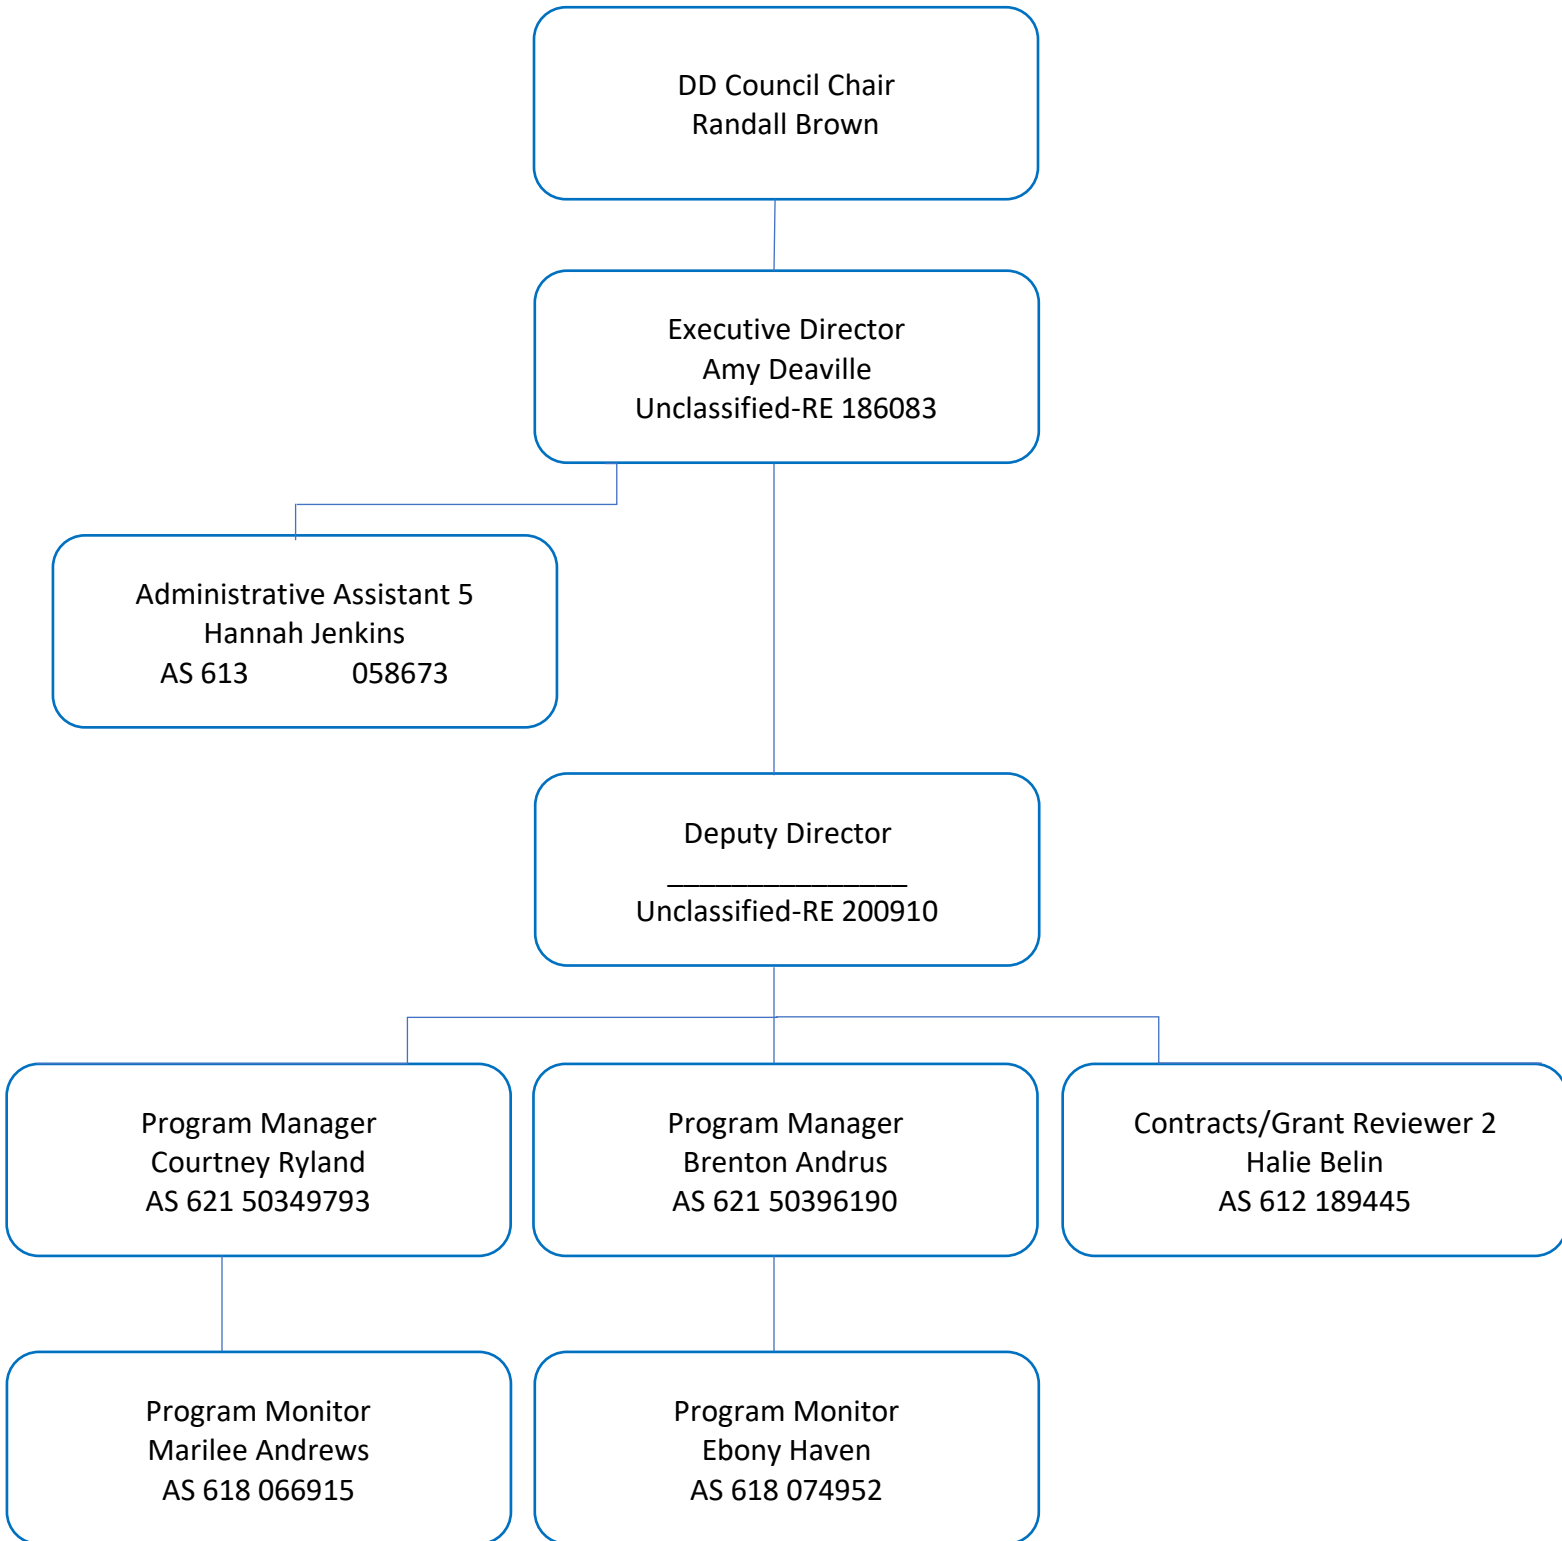 DD Council Chair
Randall Brown
Executive Director
Amy Deaville
Unclassified-RE 186083
Administrative Assistant 5
Hannah Jenkins
AS 613 058673
Deputy Director
_______________
Unclassified-RE 200910
Program Manager
Courtney Ryland
AS 621 50349793
Program Manager
Brenton Andrus
AS 621 50396190
Contracts/Grant Reviewer 2
Halie Belin
AS 612 189445
Program Monitor
Marilee Andrews
AS 618 066915
Program Monitor
Ebony Haven
AS 618 074952